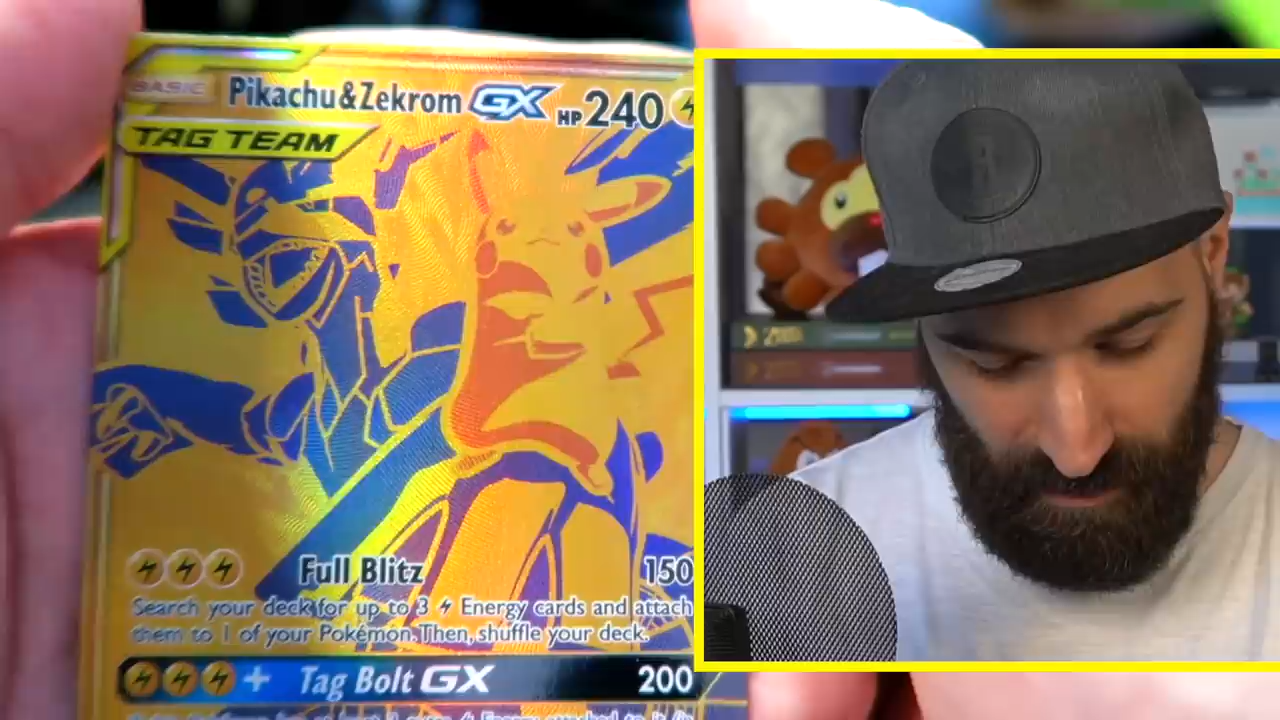 BASIC
Pikachu&Zekrom GX HP 240
TAG TEAM
Full Blitz 150
Search your deck for up to 3 Energy cards and attach
them to 1 of your Pokémon. Then, shuffle your deck.
+ Tag Bolt GX 200